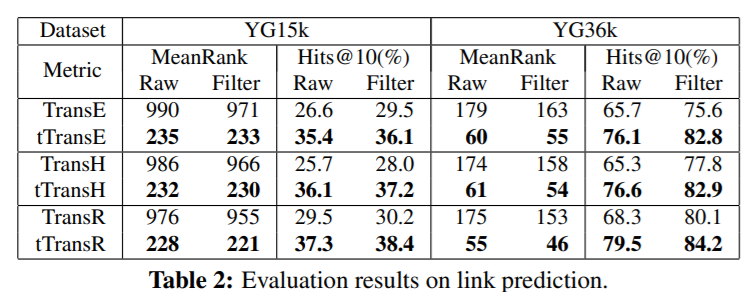 Dataset YG15k YG36k
Metric MeanRank Hits@10(%) MeanRank Hits@10(%)
Raw Filter Raw Filter Raw Filter Raw Filter
TransE 990 971 26.6 29.5 179 163 65.7 75.6
tTransE 235 233 35.4 36.1 60 55 76.1 82.8
TransH 986 966 25.7 28.0 174 158 65.3 77.8
tTransH 232 230 36.1 37.2 61 54 76.6 82.9
TransR 976 955 29.5 30.2 175 153 68.3 80.1
tTransR 228 221 37.3 38.4 55 46 79.5 84.2
Table 2: Evaluation results on link prediction.